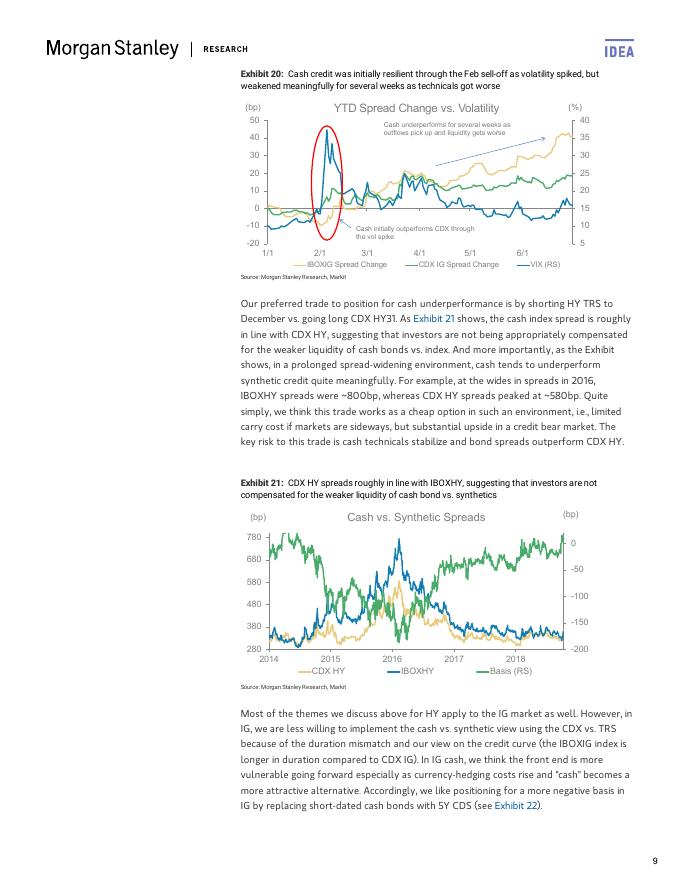 Morgan Stanley | RESEARCH
IDEA
Exhibit 20: Cash credit was initially resilient through the Feb sell-off as volatility spiked, but
weakened meaningfully for several weeks as technicals got worse
(bp)
YTD Spread Change vs. Volatility
(%)
50
40
30
20
10
0
-10
-20
40
35
30
25
20
15
10
5
Cash underperforms for several weeks as
outflows pick up and liquidity gets worse
Cash initially outperforms CDX through
the vol spike
1/1 2/1 3/1 4/1 5/1 6/1
IBOXIG Spread Change CDX IG Spread Change VIX (RS)
Source: Morgan Stanley Research, Markit
Our preferred trade to position for cash underperformance is by shorting HY TRS to
December vs. going long CDX HY31. As Exhibit 21 shows, the cash index spread is roughly
in line with CDX HY, suggesting that investors are not being appropriately compensated
for the weaker liquidity of cash bonds vs. index. And more importantly, as the Exhibit
shows, in a prolonged spread-widening environment, cash tends to underperform
synthetic credit quite meaningfully. For example, at the wides in spreads in 2016,
IBOXHY spreads were ~800bp, whereas CDX HY spreads peaked at ~580bp. Quite
simply, we think this trade works as a cheap option in such an environment, i.e., limited
carry cost if markets are sideways, but substantial upside in a credit bear market. The
key risk to this trade is cash technicals stabilize and bond spreads outperform CDX HY.
Exhibit 21: CDX HY spreads roughly in line with IBOXHY, suggesting that investors are not
compensated for the weaker liquidity of cash bond vs. synthetics
(bp)
Cash vs. Synthetic Spreads
(bp)
780
680
580
480
380
280
0
-50
-100
-150
-200
2014 2015 2016 2017 2018
CDX HY IBOXHY Basis (RS)
Source: Morgan Stanley Research, Markit
Most of the themes we discuss above for HY apply to the IG market as well. However, in
IG, we are less willing to implement the cash vs. synthetic view using the CDX vs. TRS
because of the duration mismatch and our view on the credit curve (the IBOXIG index is
longer in duration compared to CDX IG). In IG cash, we think the front end is more
vulnerable going forward especially as currency-hedging costs rise and "cash" becomes a
more attractive alternative. Accordingly, we like positioning for a more negative basis in
IG by replacing short-dated cash bonds with 5Y CDS (see Exhibit 22).
9